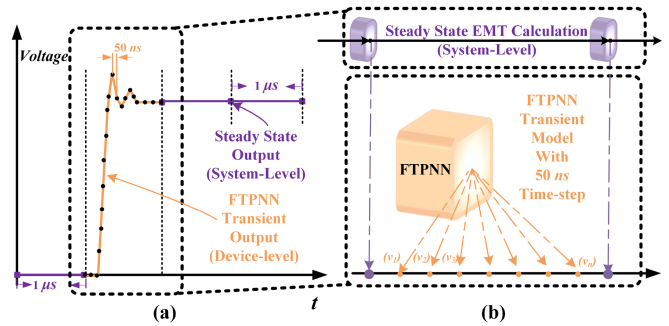 Voltage
50 ns
1 μs
Steady State
Output
(System-Level)
FTPNN
Transient
Output
(Device-level)
1 μs
t
(a)
Steady State EMT Calculation
(System-Level)
FTPNN
FTPNN
Transient
Model
With
50 ns
Time-step
(v₁) (v₂) (v₃) (vₙ)
(b)